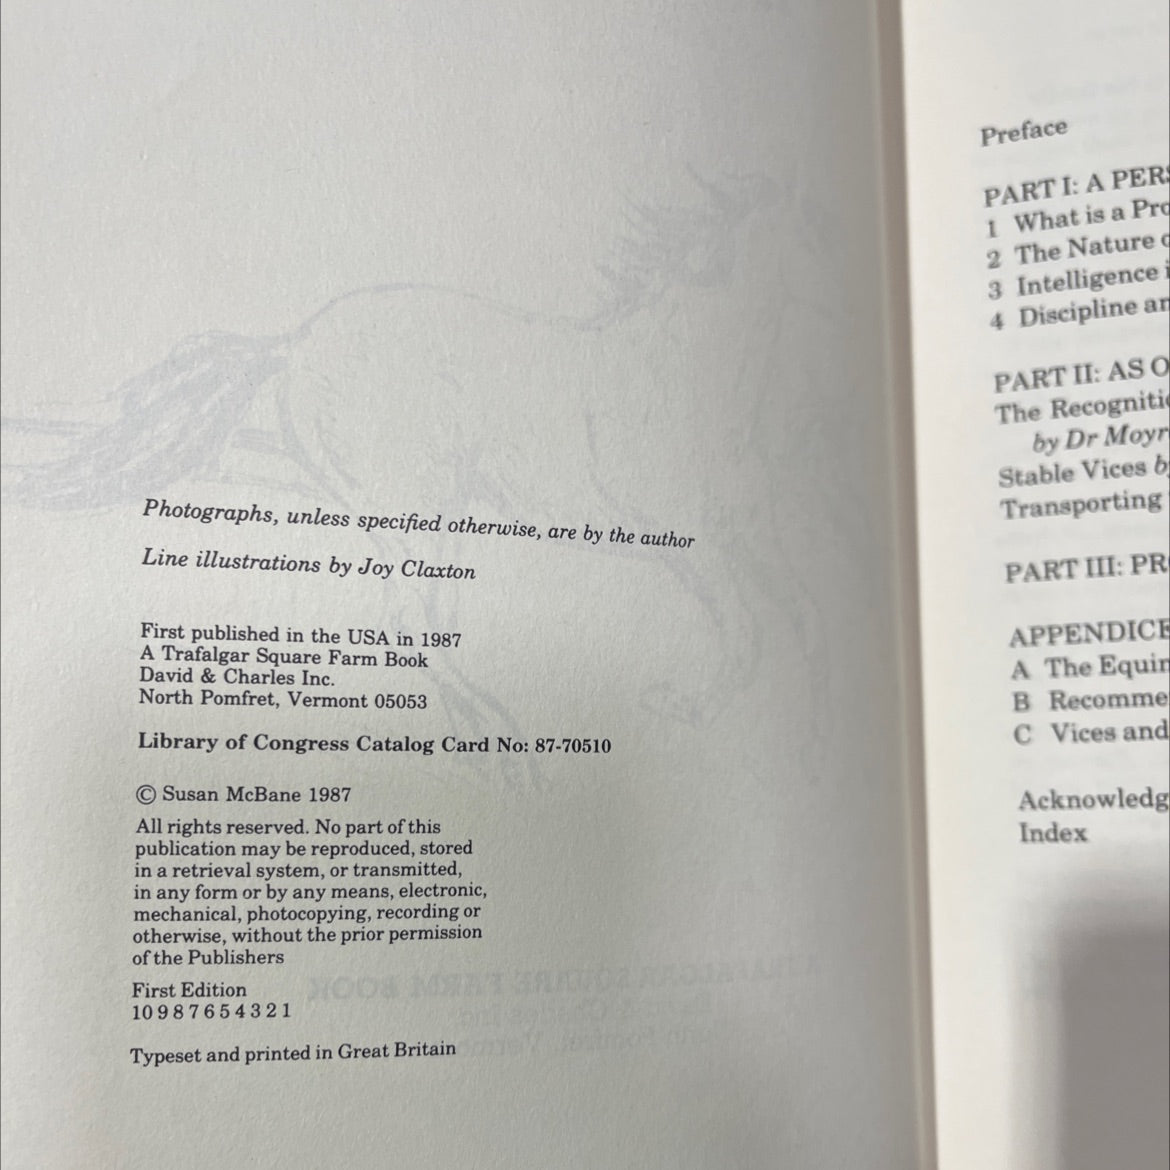 Photographs, unless specified otherwise, are by the author
Line illustrations by Joy Claxton
First published in the USA in 1987
A Trafalgar Square Farm Book
David & Charles Inc.
North Pomfret, Vermont 05053
Library of Congress Catalog Card No: 87-70510
© Susan McBane 1987
All rights reserved. No part of this
publication may be reproduced, stored
in a retrieval system, or transmitted,
in any form or by any means, electronic,
mechanical, photocopying, recording or
otherwise, without the prior permission
of the Publishers
First Edition
10 9 8 7 6 5 4 3 2 1
Typeset and printed in Great Britain
Preface
PART I: A PERS
1 What is a Pro
2 The Nature o
3 Intelligence i
4 Discipline an
PART II: AS O
The Recogniti
by Dr Moyr
Stable Vices b
Transporting
PART III: PR
APPENDICE
A The Equin
B Recomme
C Vices and
Acknowledg
Index